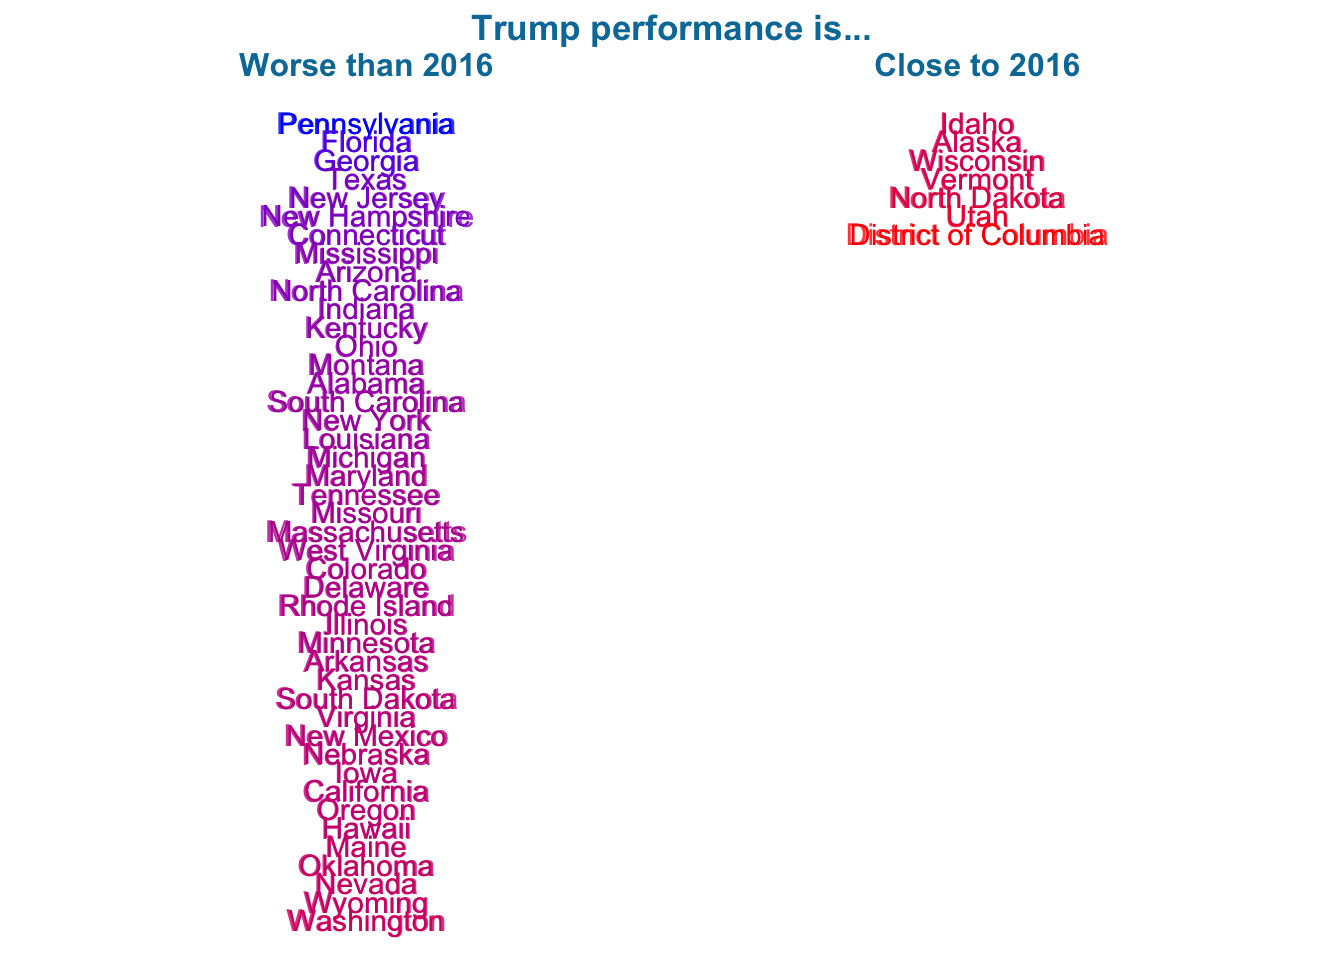 Trump performance is...
Worse than 2016
Pennsylvania
Florida
Georgia
Texas
New Jersey
New Hampshire
Connecticut
Mississippi
Arizona
North Carolina
Indiana
Kentucky
Ohio
Montana
Alabama
South Carolina
New York
Louisiana
Michigan
Maryland
Tennessee
Missouri
Massachusetts
West Virginia
Colorado
Delaware
Rhode Island
Illinois
Minnesota
Arkansas
Kansas
South Dakota
Virginia
New Mexico
Nebraska
Iowa
California
Oregon
Hawaii
Maine
Oklahoma
Nevada
Wyoming
Washington
Close to 2016
Idaho
Alaska
Wisconsin
Vermont
North Dakota
Utah
District of Columbia